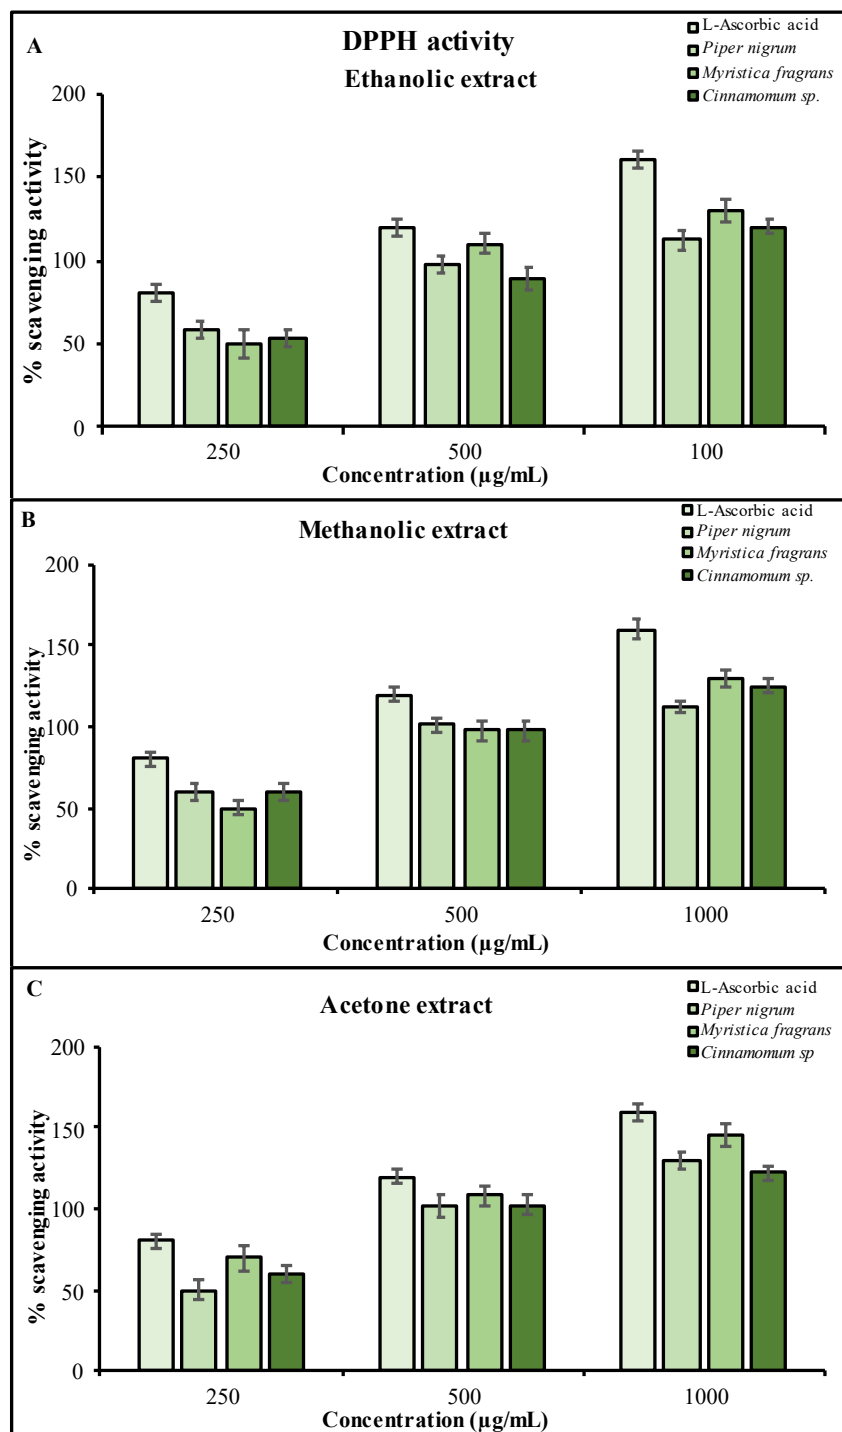 A
DPPH activity
Ethanolic extract
L-Ascorbic acid
Piper nigrum
Myristica fragrans
Cinnamomum sp.
% scavenging activity
200
150
100
50
0
250
500
100
Concentration (µg/mL)
B
Methanolic extract
L-Ascorbic acid
Piper nigrum
Myristica fragrans
Cinnamomum sp.
% scavenging activity
200
150
100
50
0
250
500
1000
Concentration (µg/mL)
C
Acetone extract
L-Ascorbic acid
Piper nigrum
Myristica fragrans
Cinnamomum sp
% scavenging activity
200
150
100
50
0
250
500
1000
Concentration (µg/mL)